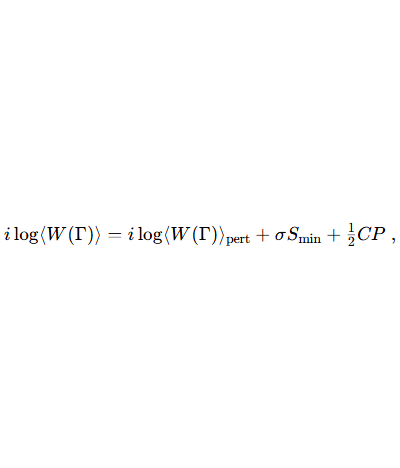 i log⟨W(Γ)⟩ = i log⟨W(Γ)⟩_pert + σS_min + ½CP ,